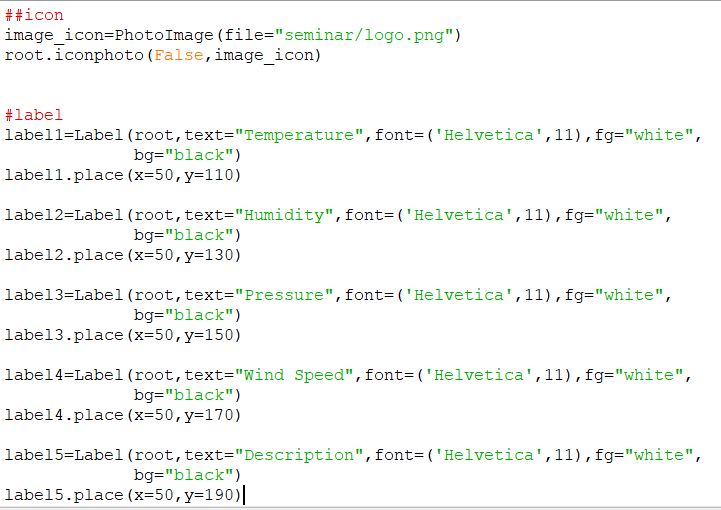 ##icon
image_icon=PhotoImage(file="seminar/logo.png")
root.iconphoto(False,image_icon)
#label
label1=Label(root,text="Temperature",font=('Helvetica',11),fg="white",
bg="black")
label1.place(x=50,y=110)
label2=Label(root,text="Humidity",font=('Helvetica',11),fg="white",
bg="black")
label2.place(x=50,y=130)
label3=Label(root,text="Pressure",font=('Helvetica',11),fg="white",
bg="black")
label3.place(x=50,y=150)
label4=Label(root,text="Wind Speed",font=('Helvetica',11),fg="white",
bg="black")
label4.place(x=50,y=170)
label5=Label(root,text="Description",font=('Helvetica',11),fg="white",
bg="black")
label5.place(x=50,y=190)